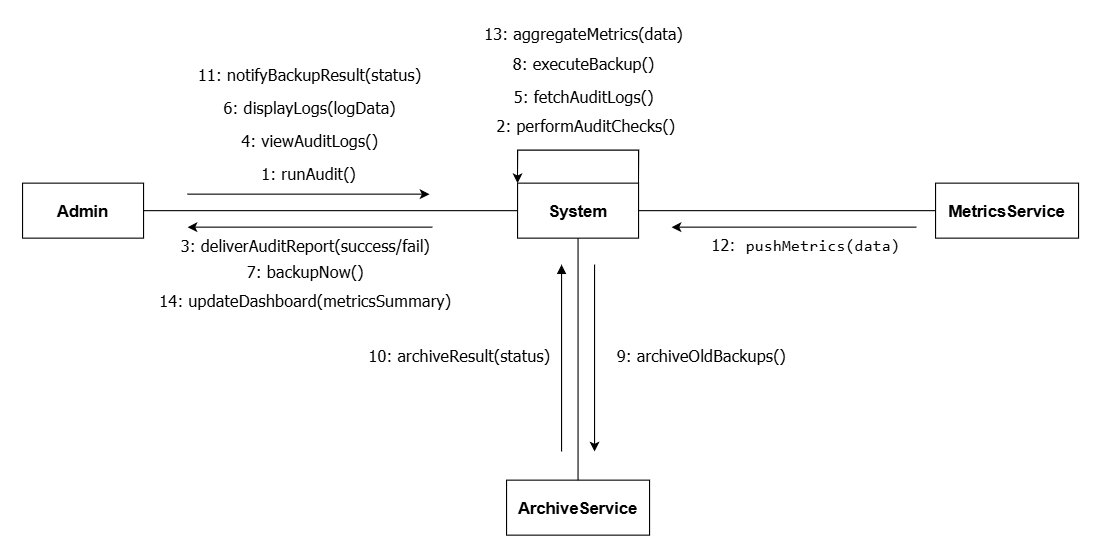 13: aggregateMetrics(data)
8: executeBackup()
5: fetchAuditLogs()
2: performAuditChecks()
11: notifyBackupResult(status)
6: displayLogs(logData)
4: viewAuditLogs()
1: runAudit()
Admin
System
MetricsService
3: deliverAuditReport(success/fail)
7: backupNow()
14: updateDashboard(metricsSummary)
12: pushMetrics(data)
10: archiveResult(status)
9: archiveOldBackups()
ArchiveService